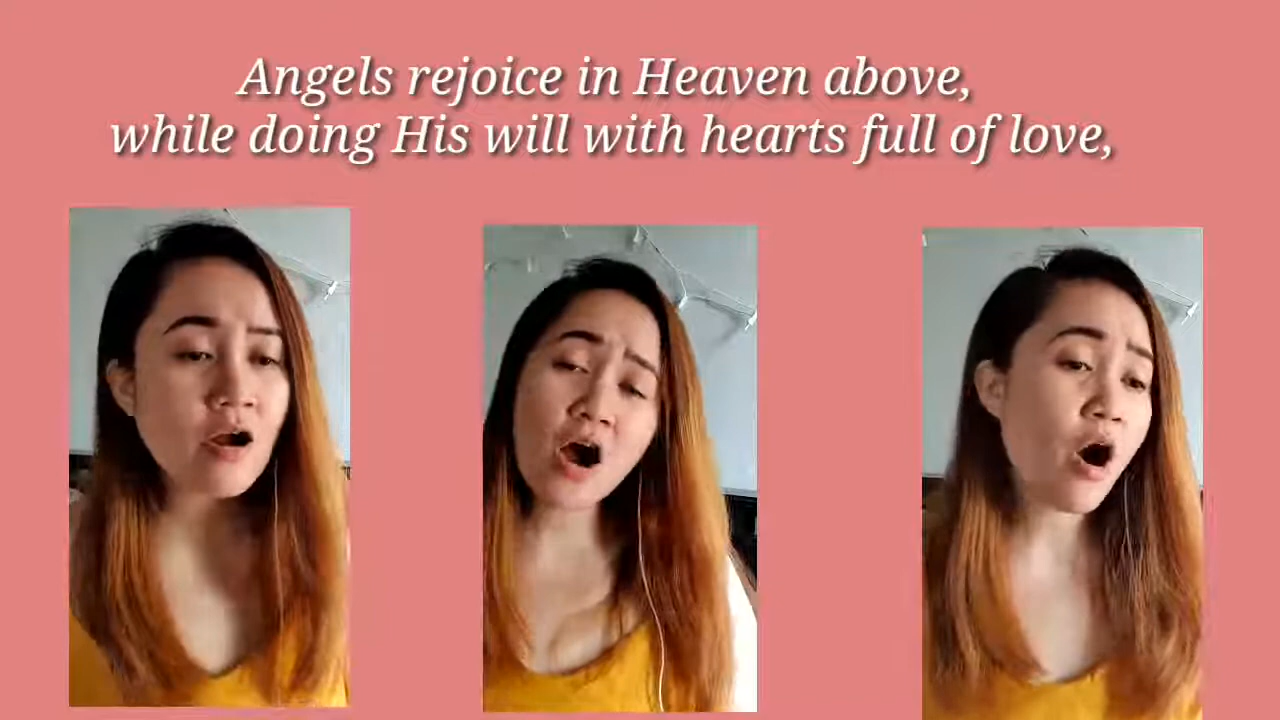 Angels rejoice in Heaven above,
while doing His will with hearts full of love,